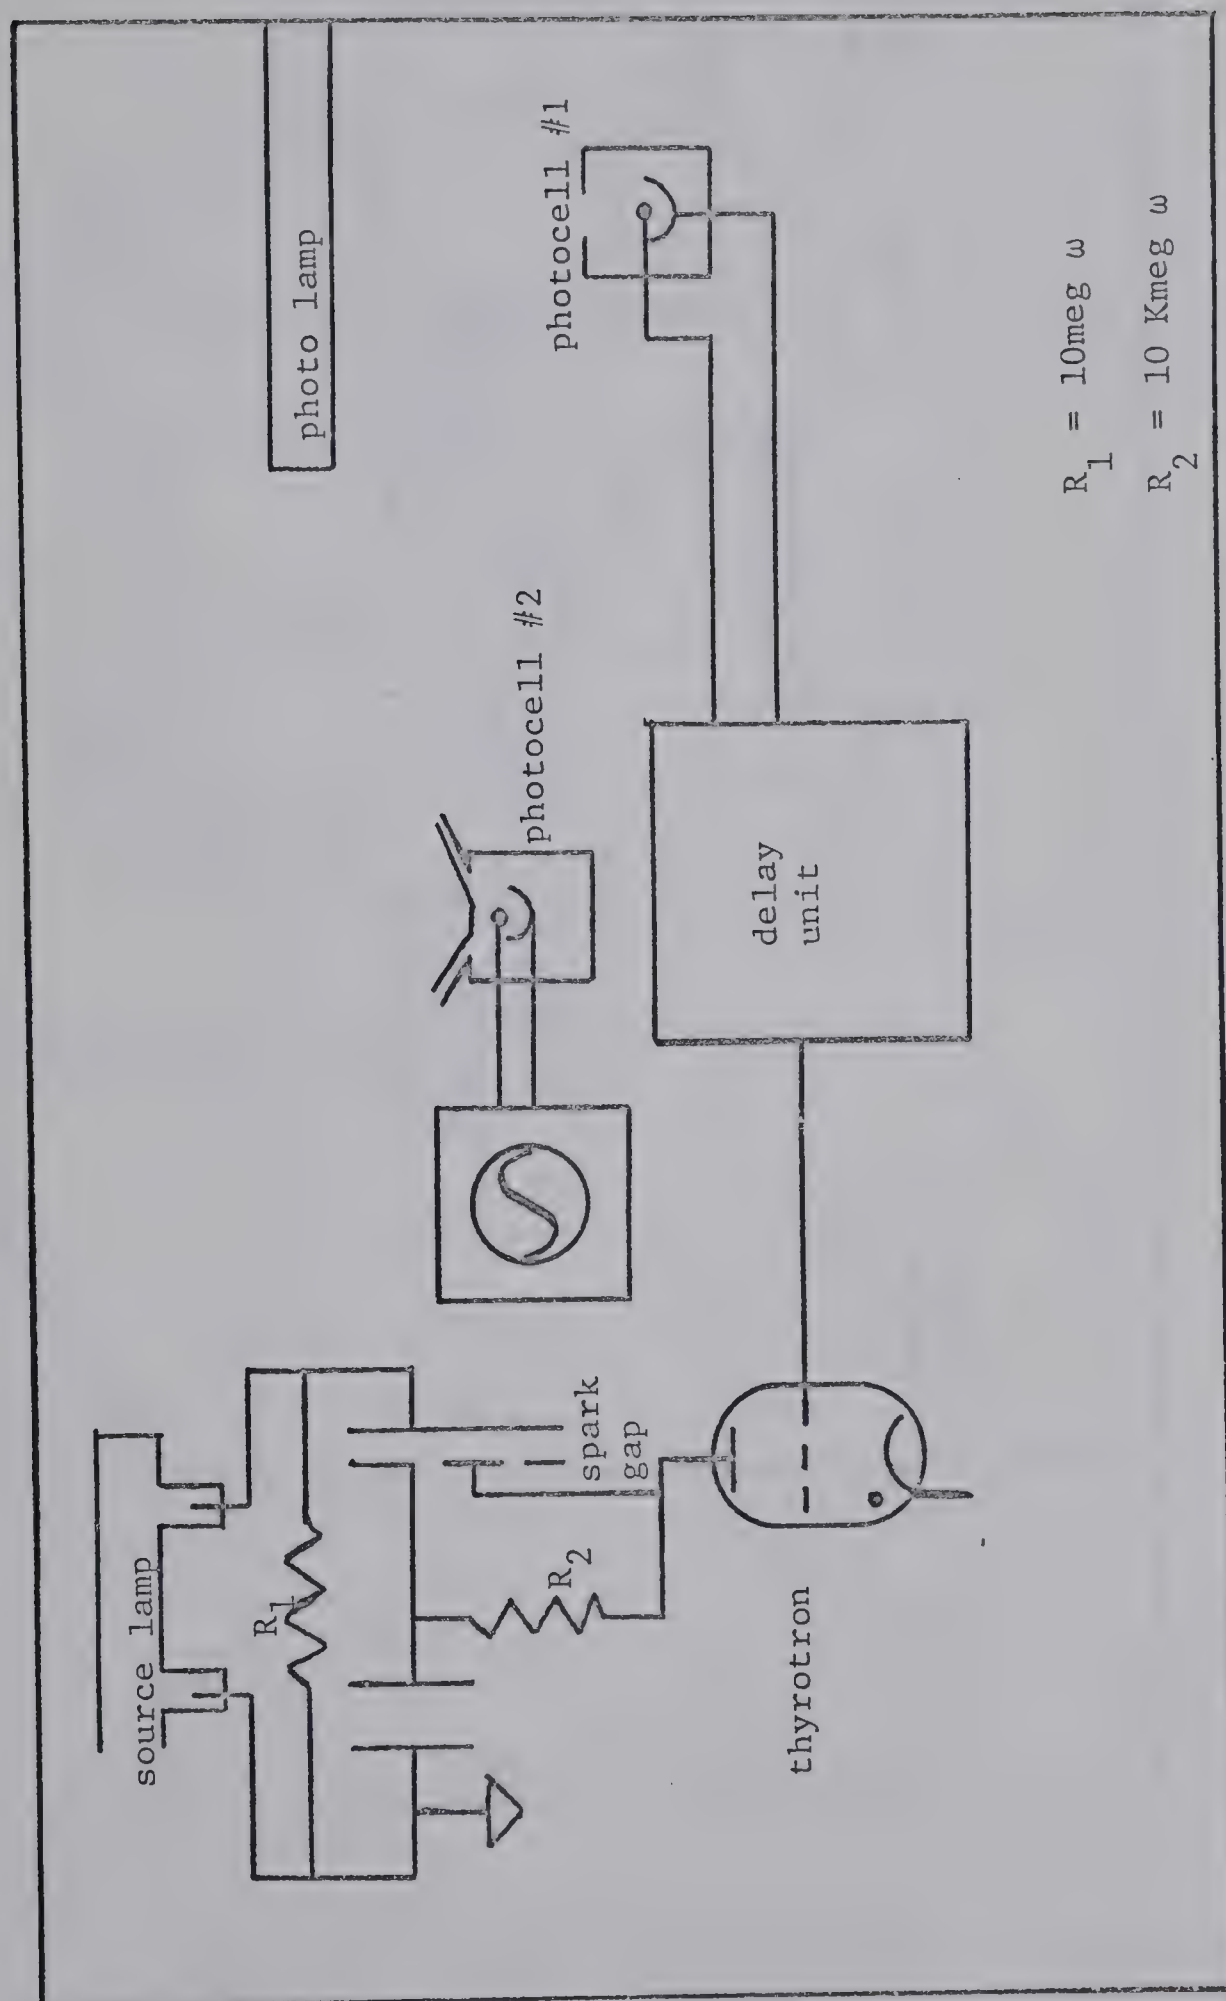 source lamp
photo lamp
R1
photocell #1
photocell #2
spark
gap
R2
delay
unit
thyrotron
R1 = 10meg ω
R2 = 10 Kmeg ω